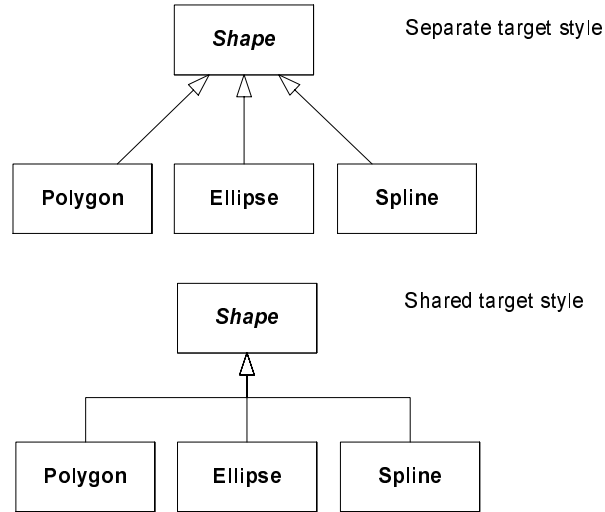 Shape
Separate target style
Polygon
Ellipse
Spline
Shape
Shared target style
Polygon
Ellipse
Spline